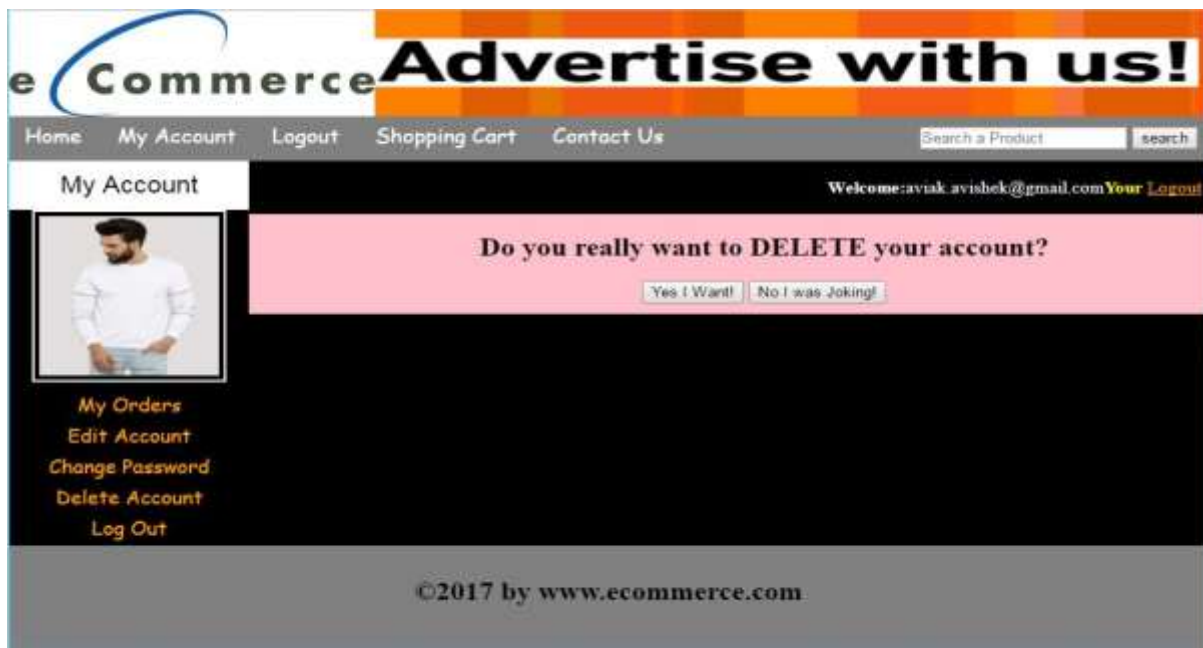 e Commerce
Advertise with us!
Home My Account Logout Shopping Cart Contact Us
Search a Product search
My Account
Welcome:aviak.avishek@gmail.comYour Logout
Do you really want to DELETE your account?
Yes I Want! No I was Joking!
My Orders
Edit Account
Change Password
Delete Account
Log Out
©2017 by www.ecommerce.com